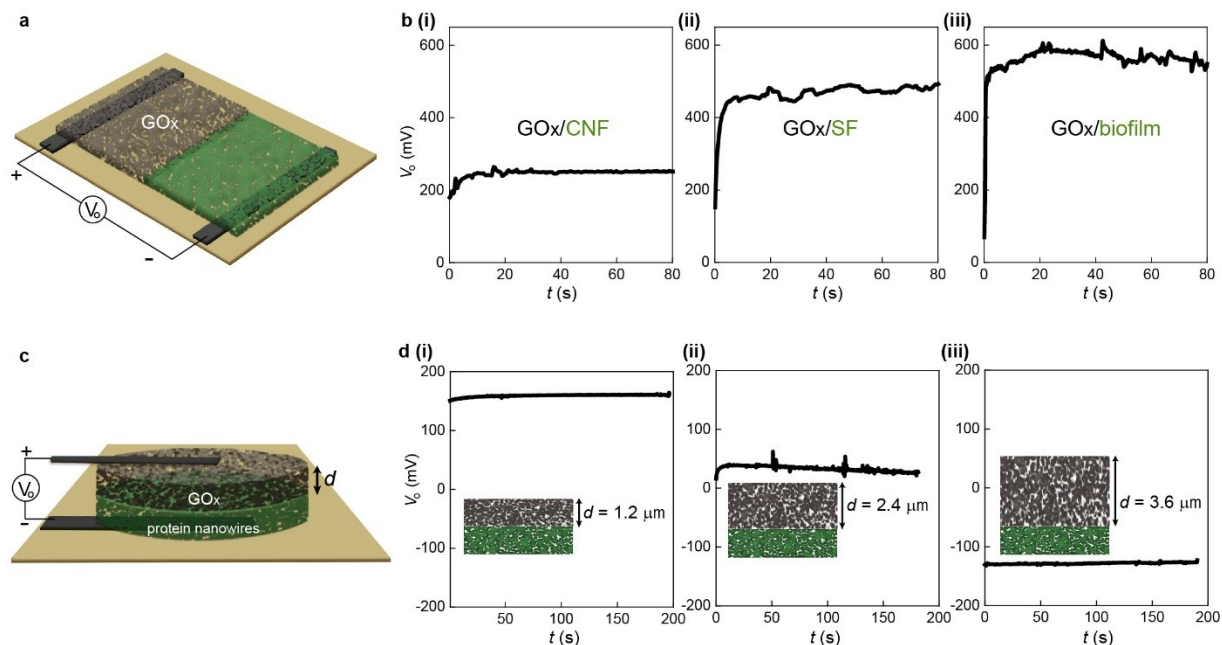 a
GOx
+
Vo
-
b (i)
600
400
200
0
Vo (mV)
GOx/CNF
0 20 40 60 80
t (s)
(ii)
600
400
200
0
GOx/SF
0 20 40 60 80
t (s)
(iii)
600
400
200
0
GOx/biofilm
0 20 40 60 80
t (s)
c
+
Vo
-
d
GOx
protein nanowires
d (i)
200
100
0
-100
-200
Vo (mV)
d = 1.2 μm
0 50 100 150 200
t (s)
(ii)
200
100
0
-100
-200
d = 2.4 μm
0 50 100 150 200
t (s)
(iii)
200
100
0
-100
-200
d = 3.6 μm
0 50 100 150 200
t (s)